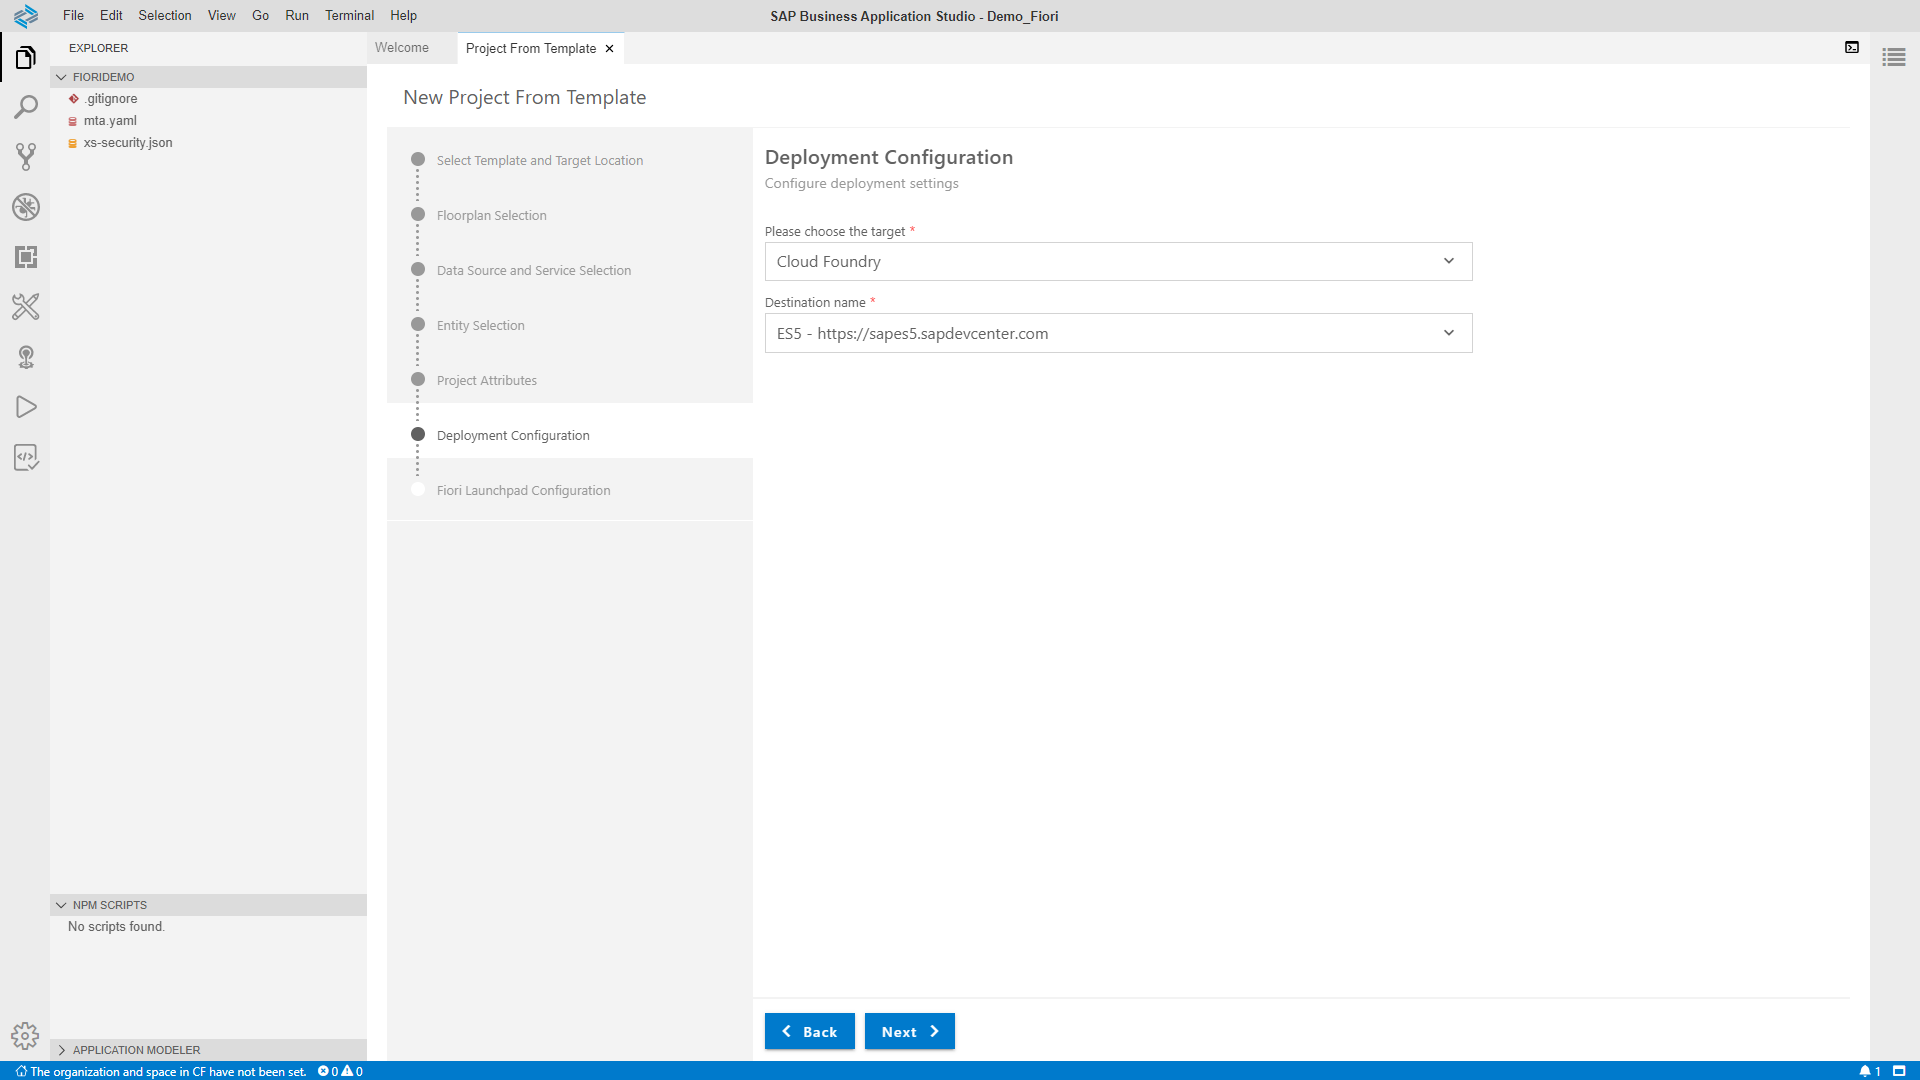 File Edit Selection View Go Run Terminal Help
SAP Business Application Studio - Demo_Fiori
EXPLORER
FIORIDEMO
.gitignore
mta.yaml
xs-security.json
NPM SCRIPTS
No scripts found.
APPLICATION MODELER
Welcome
Project From Template
New Project From Template
Select Template and Target Location
Floorplan Selection
Data Source and Service Selection
Entity Selection
Project Attributes
Deployment Configuration
Fiori Launchpad Configuration
Deployment Configuration
Configure deployment settings
Please choose the target *
Cloud Foundry
Destination name *
ES5 - https://sapes5.sapdevcenter.com
Back
Next
The organization and space in CF have not been set. 0 0
1